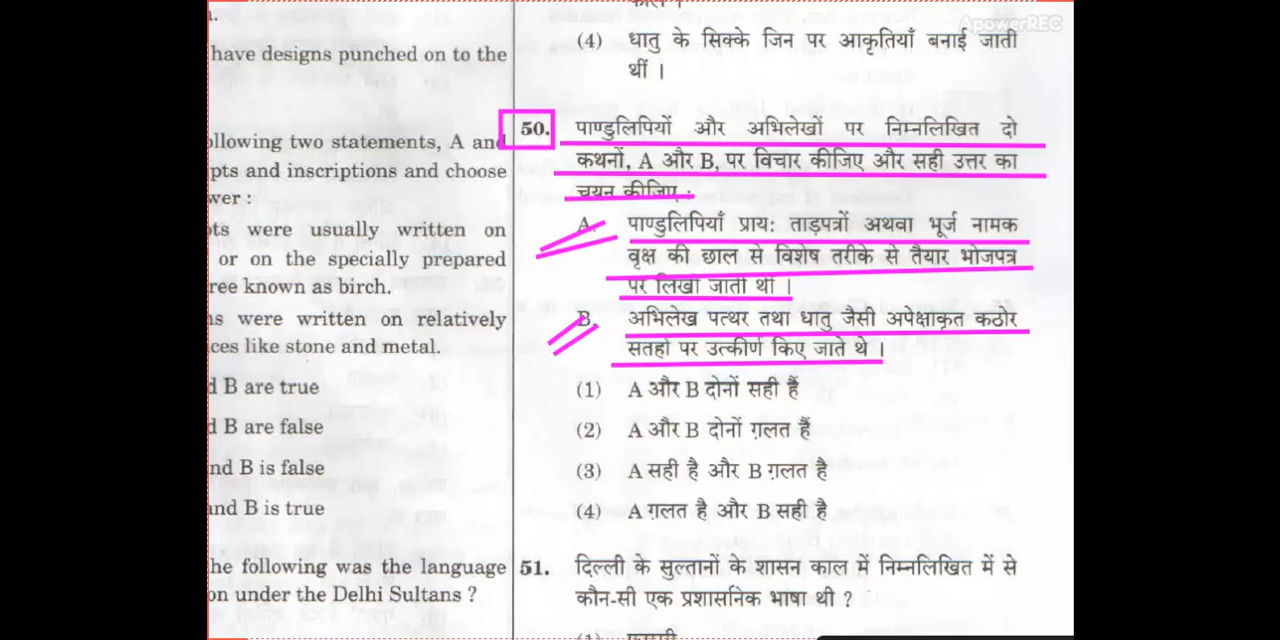 ApowerREC
(4) धातु के सिक्के जिन पर आकृतियाँ बनाई जाती
थीं ।
have designs punched on to the
50. पाण्डुलिपियों और अभिलेखों पर निम्नलिखित दो
कथनों, A और B, पर विचार कीजिए और सही उत्तर का
चयन कीजिए :
ollowing two statements, A and
pts and inscriptions and choose
wer :
ots were usually written on
or on the specially prepared
ree known as birch.
ns were written on relatively
ces like stone and metal.
d B are true
d B are false
nd B is false
and B is true
A. पाण्डुलिपियाँ प्राय: ताड़पत्रों अथवा भूर्ज नामक
वृक्ष की छाल से विशेष तरीके से तैयार भोजपत्र
पर लिखी जाती थीं ।
B. अभिलेख पत्थर तथा धातु जैसी अपेक्षाकृत कठोर
सतहों पर उत्कीर्ण किए जाते थे ।
(1) A और B दोनों सही हैं
(2) A और B दोनों ग़लत हैं
(3) A सही है और B ग़लत है
(4) A ग़लत है और B सही है
he following was the language
on under the Delhi Sultans ?
51. दिल्ली के सुल्तानों के शासन काल में निम्नलिखित में से
कौन-सी एक प्रशासनिक भाषा थी ?